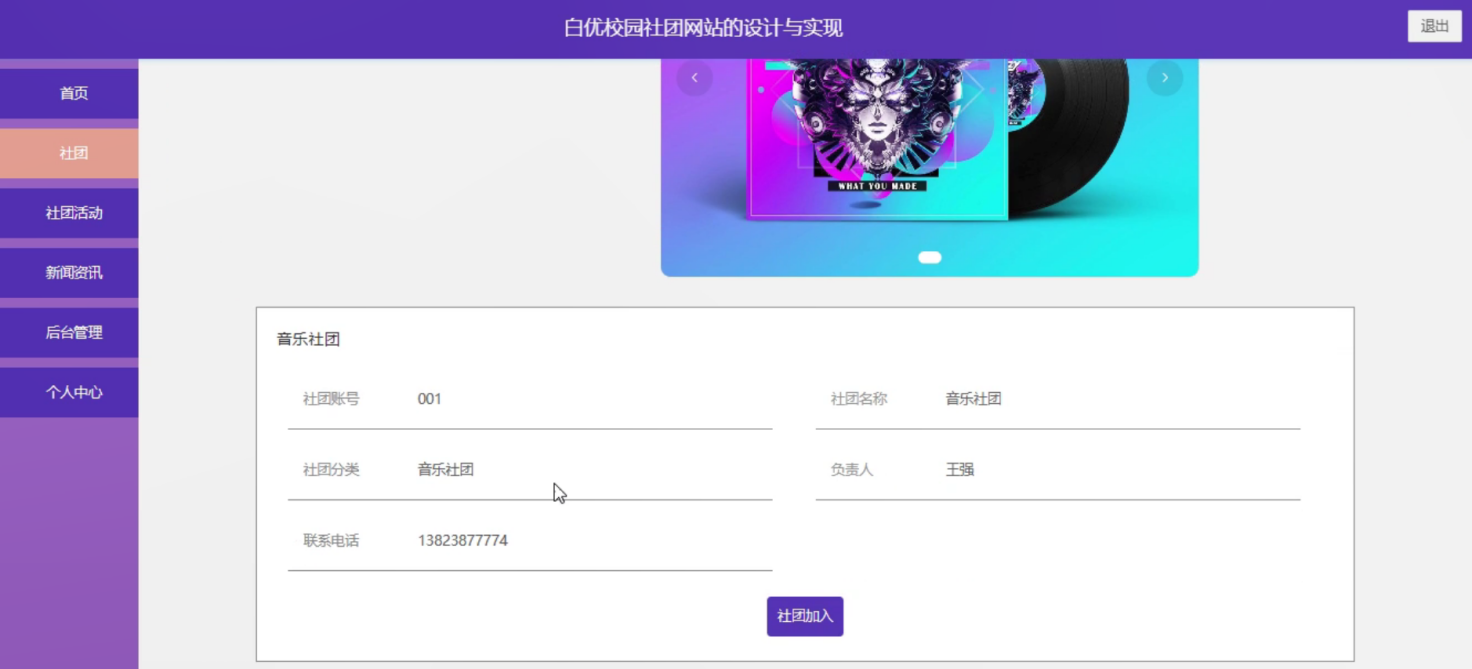 白优校园社团网站的设计与实现
退出
首页
社团
社团活动
新闻资讯
后台管理
个人中心
WHAT YOU MADE
音乐社团
社团账号 001
社团名称 音乐社团
社团分类 音乐社团
负责人 王强
联系电话 13823877774
社团加入